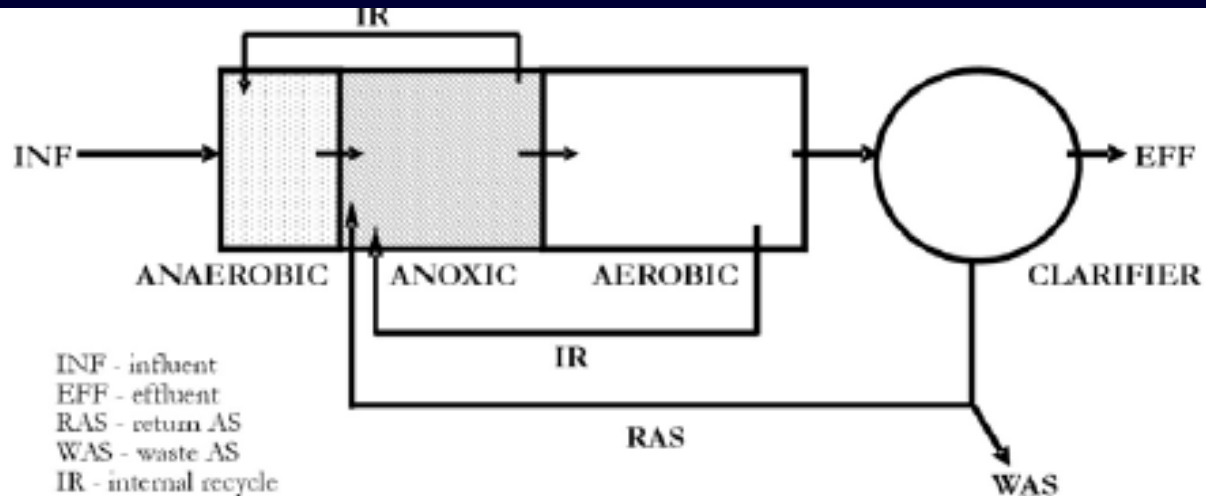 IR
INF
EFF
ANAEROBIC
ANOXIC
AEROBIC
CLARIFIER
IR
INF - influent
EFF - effluent
RAS - return AS
WAS - waste AS
IR - internal recycle
RAS
WAS